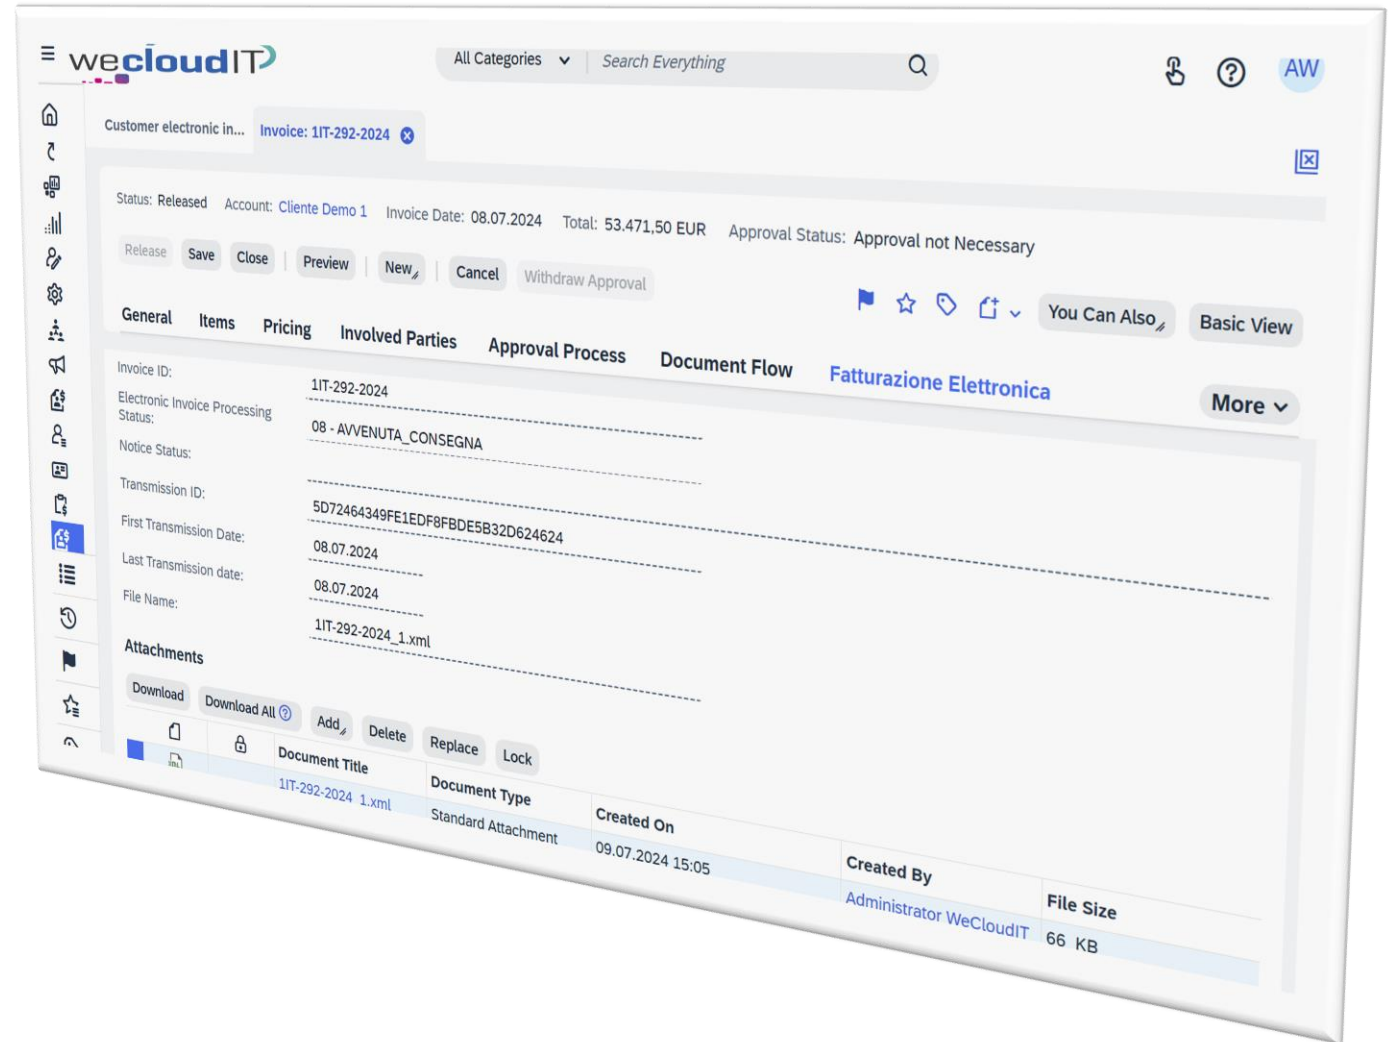 wecloudIT
All Categories
Search Everything
AW
Customer electronic in...
Invoice: 1IT-292-2024
Status: Released Account: Cliente Demo 1 Invoice Date: 08.07.2024 Total: 53.471,50 EUR Approval Status: Approval not Necessary
Release Save Close Preview New Cancel Withdraw Approval
You Can Also Basic View
General Items Pricing Involved Parties Approval Process Document Flow Fatturazione Elettronica More
Invoice ID:
1IT-292-2024
Electronic Invoice Processing
Status:
08 - AVVENUTA_CONSEGNA
Notice Status:
Transmission ID:
5D72464349FE1EDF8FBDE5B32D624624
First Transmission Date:
08.07.2024
Last Transmission date:
08.07.2024
File Name:
1IT-292-2024_1.xml
Attachments
Download Download All Add Delete Replace Lock
Document Title Document Type Created On Created By File Size
1IT-292-2024_1.xml Standard Attachment 09.07.2024 15:05 Administrator WeCloudIT 66 KB